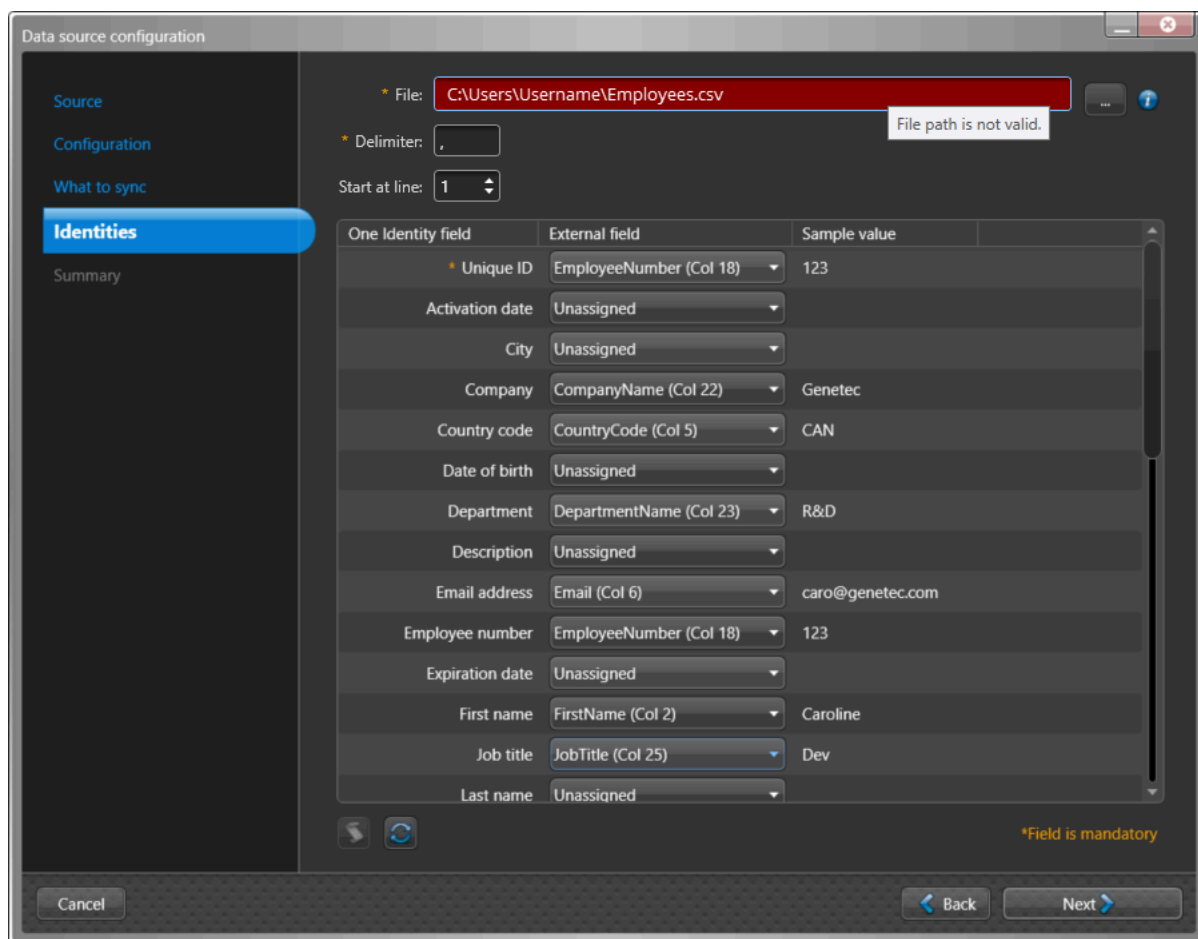 Data source configuration
Source
Configuration
What to sync
Identities
Summary
* File: C:\Users\Username\Employees.csv ...
File path is not valid.
* Delimiter: ,
Start at line: 1
One Identity field External field Sample value
* Unique ID EmployeeNumber (Col 18) 123
Activation date Unassigned
City Unassigned
Company CompanyName (Col 22) Genetec
Country code CountryCode (Col 5) CAN
Date of birth Unassigned
Department DepartmentName (Col 23) R&D
Description Unassigned
Email address Email (Col 6) caro@genetec.com
Employee number EmployeeNumber (Col 18) 123
Expiration date Unassigned
First name FirstName (Col 2) Caroline
Job title JobTitle (Col 25) Dev
Last name Unassigned
*Field is mandatory
Cancel Back Next